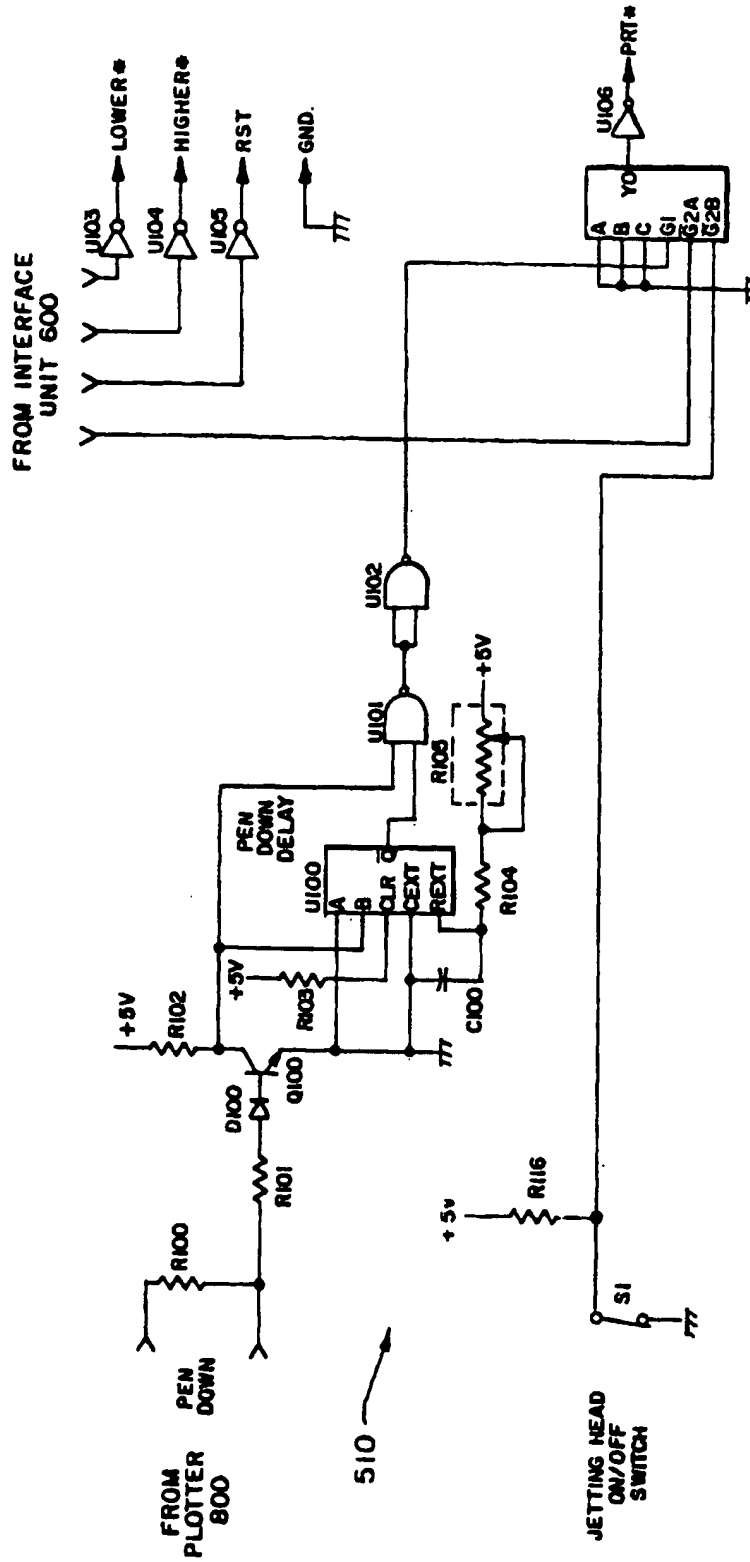 FROM INTERFACE
UNIT 600
U103
LOWER*
U104
HIGHER*
U105
RST
GND.
U106
PRT*
Y0
A
B
C
G1
G2A
G2B
U102
U101
+5V
R105
R104
PEN
DOWN
DELAY
U100
A
B
CLR
CEXT
REXT
Q
+5V
R103
C100
+5V
R102
D100
Q100
R101
R100
PEN
DOWN
FROM
PLOTTER
800
510
+5V
R116
S1
JETTING HEAD
ON/OFF
SWITCH